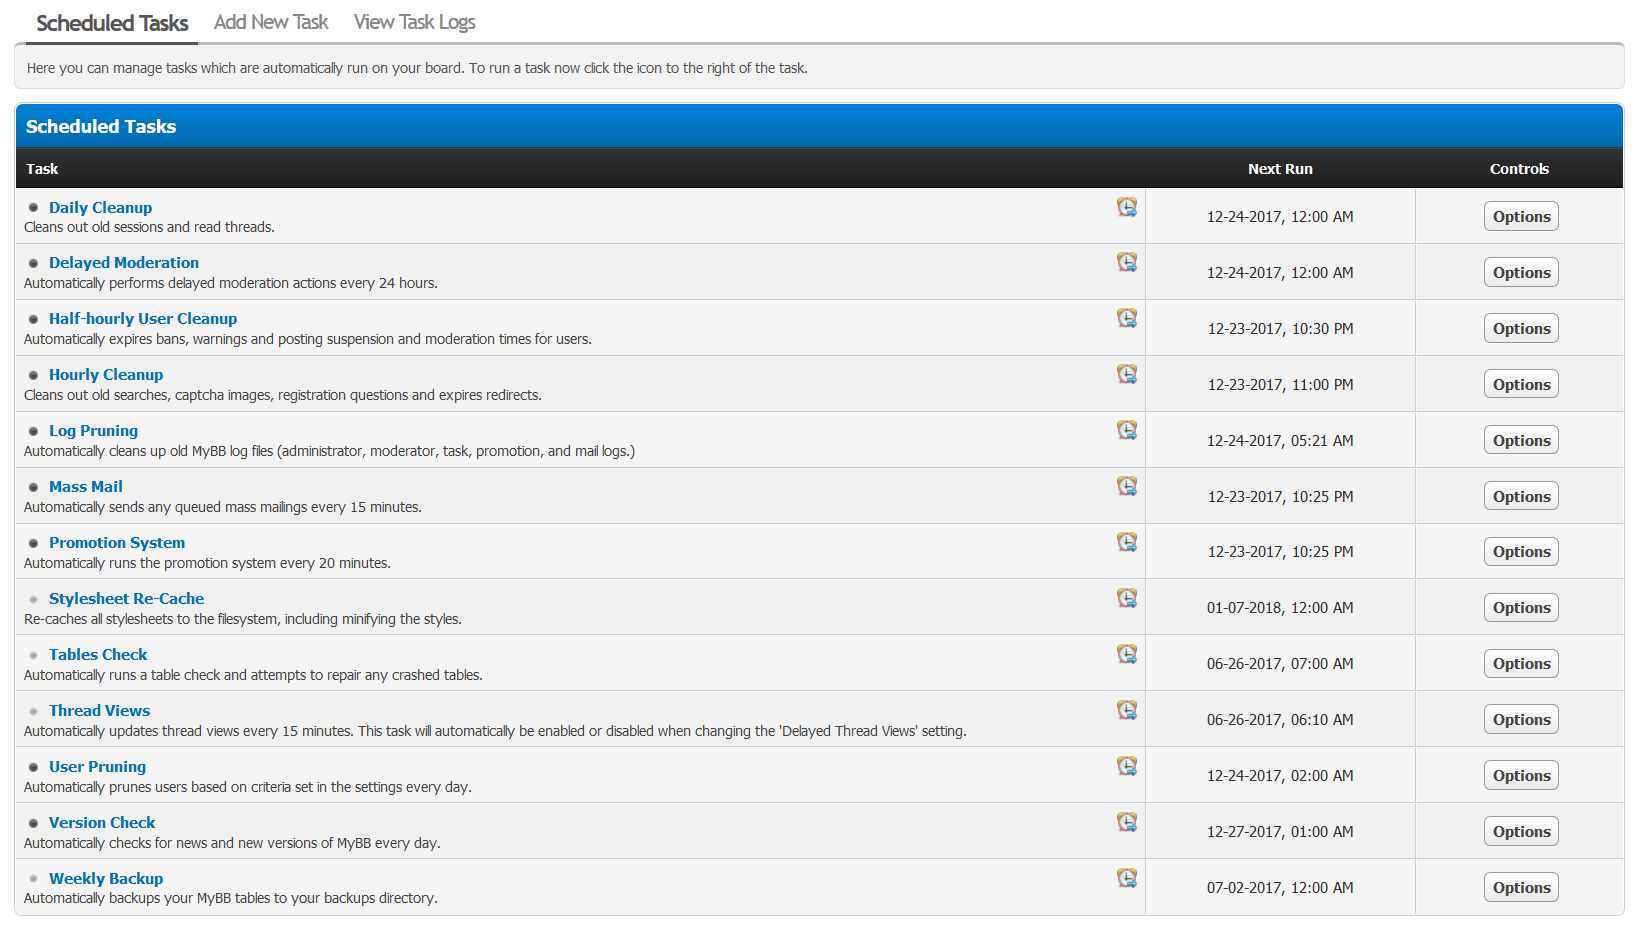 Scheduled Tasks Add New Task View Task Logs
Here you can manage tasks which are automatically run on your board. To run a task now click the icon to the right of the task.
Scheduled Tasks
Task Next Run Controls
Daily Cleanup
Cleans out old sessions and read threads.
12-24-2017, 12:00 AM Options
Delayed Moderation
Automatically performs delayed moderation actions every 24 hours.
12-24-2017, 12:00 AM Options
Half-hourly User Cleanup
Automatically expires bans, warnings and posting suspension and moderation times for users.
12-23-2017, 10:30 PM Options
Hourly Cleanup
Cleans out old searches, captcha images, registration questions and expires redirects.
12-23-2017, 11:00 PM Options
Log Pruning
Automatically cleans up old MyBB log files (administrator, moderator, task, promotion, and mail logs.)
12-24-2017, 05:21 AM Options
Mass Mail
Automatically sends any queued mass mailings every 15 minutes.
12-23-2017, 10:25 PM Options
Promotion System
Automatically runs the promotion system every 20 minutes.
12-23-2017, 10:25 PM Options
Stylesheet Re-Cache
Re-caches all stylesheets to the filesystem, including minifying the styles.
01-07-2018, 12:00 AM Options
Tables Check
Automatically runs a table check and attempts to repair any crashed tables.
06-26-2017, 07:00 AM Options
Thread Views
Automatically updates thread views every 15 minutes. This task will automatically be enabled or disabled when changing the 'Delayed Thread Views' setting.
06-26-2017, 06:10 AM Options
User Pruning
Automatically prunes users based on criteria set in the settings every day.
12-24-2017, 02:00 AM Options
Version Check
Automatically checks for news and new versions of MyBB every day.
12-27-2017, 01:00 AM Options
Weekly Backup
Automatically backups your MyBB tables to your backups directory.
07-02-2017, 12:00 AM Options